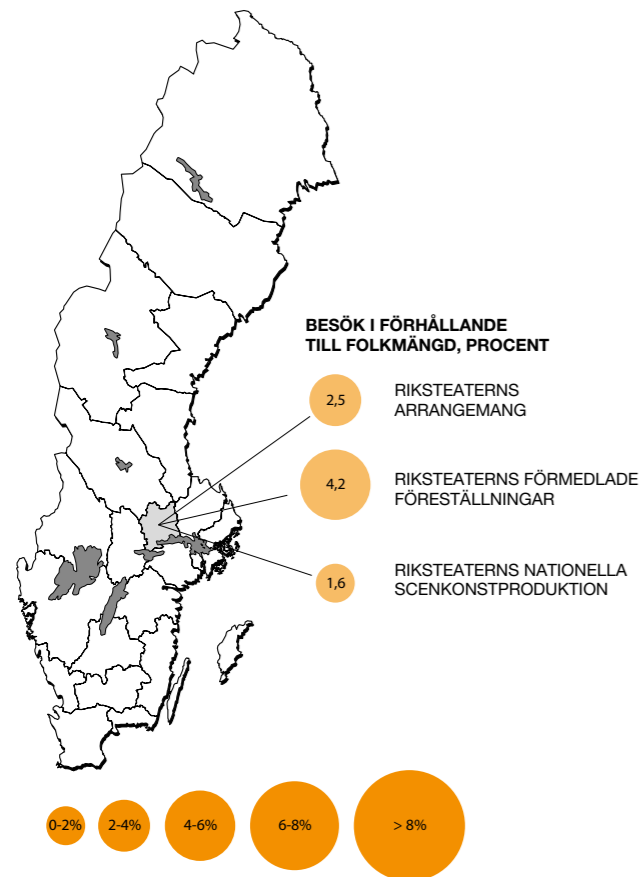 BESÖK I FÖRHÅLLANDE
TILL FOLKMÄNGD, PROCENT
2,5
RIKSTEATERNS
ARRANGEMANG
4,2
RIKSTEATERNS FÖRMEDLADE
FÖRESTÄLLNINGAR
1,6
RIKSTEATERNS NATIONELLA
SCENKONSTPRODUKTION
0-2% 2-4% 4-6% 6-8% > 8%